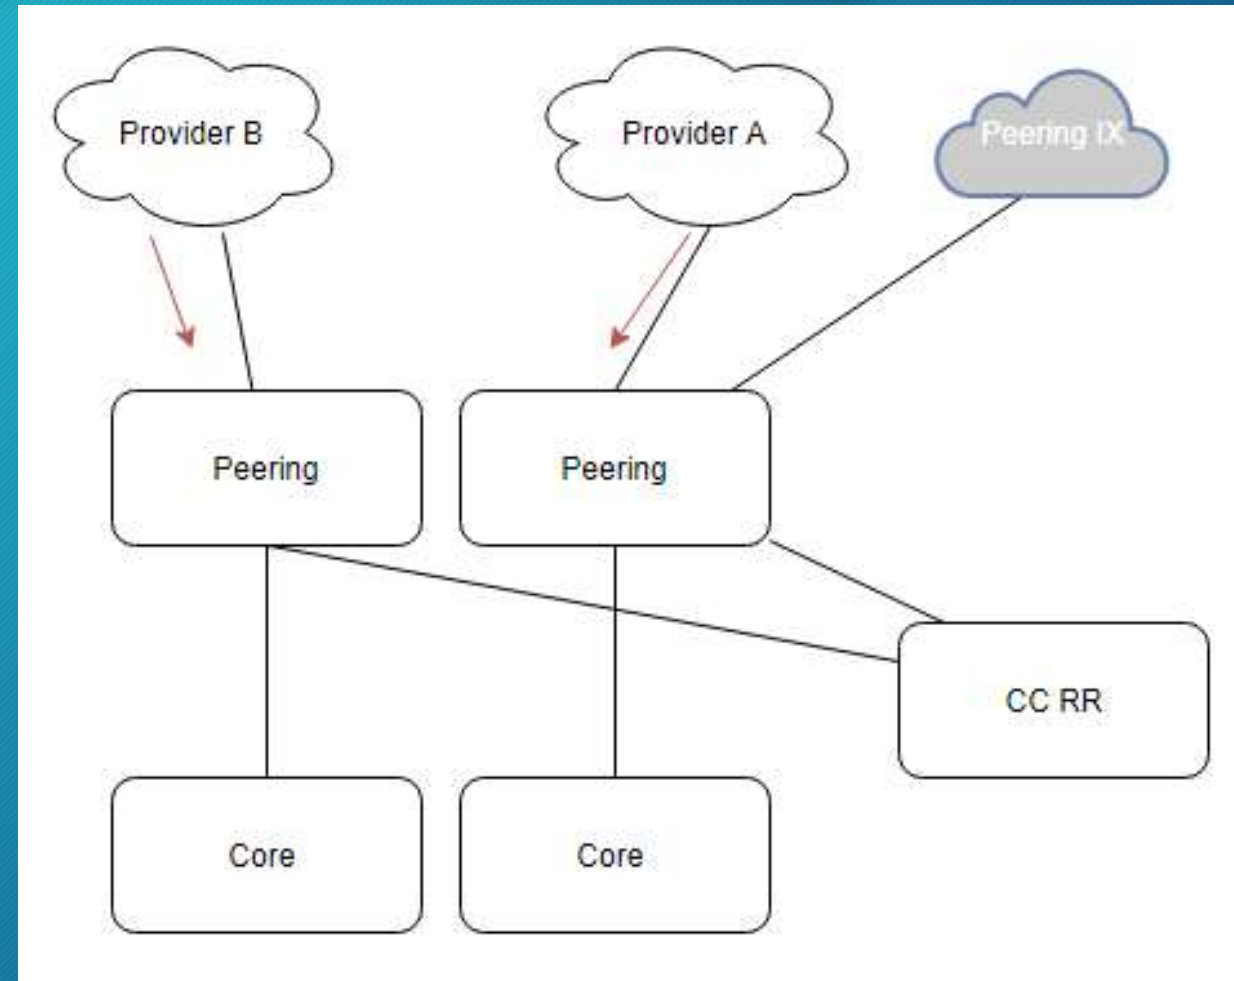 Provider B
Provider A
Peering IX
Peering
Peering
CC RR
Core
Core